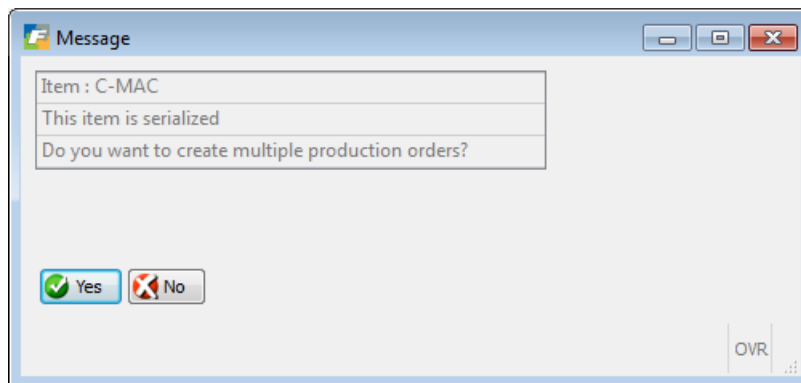 Message
Item : C-MAC
This item is serialized
Do you want to create multiple production orders?
Yes
No
OVR